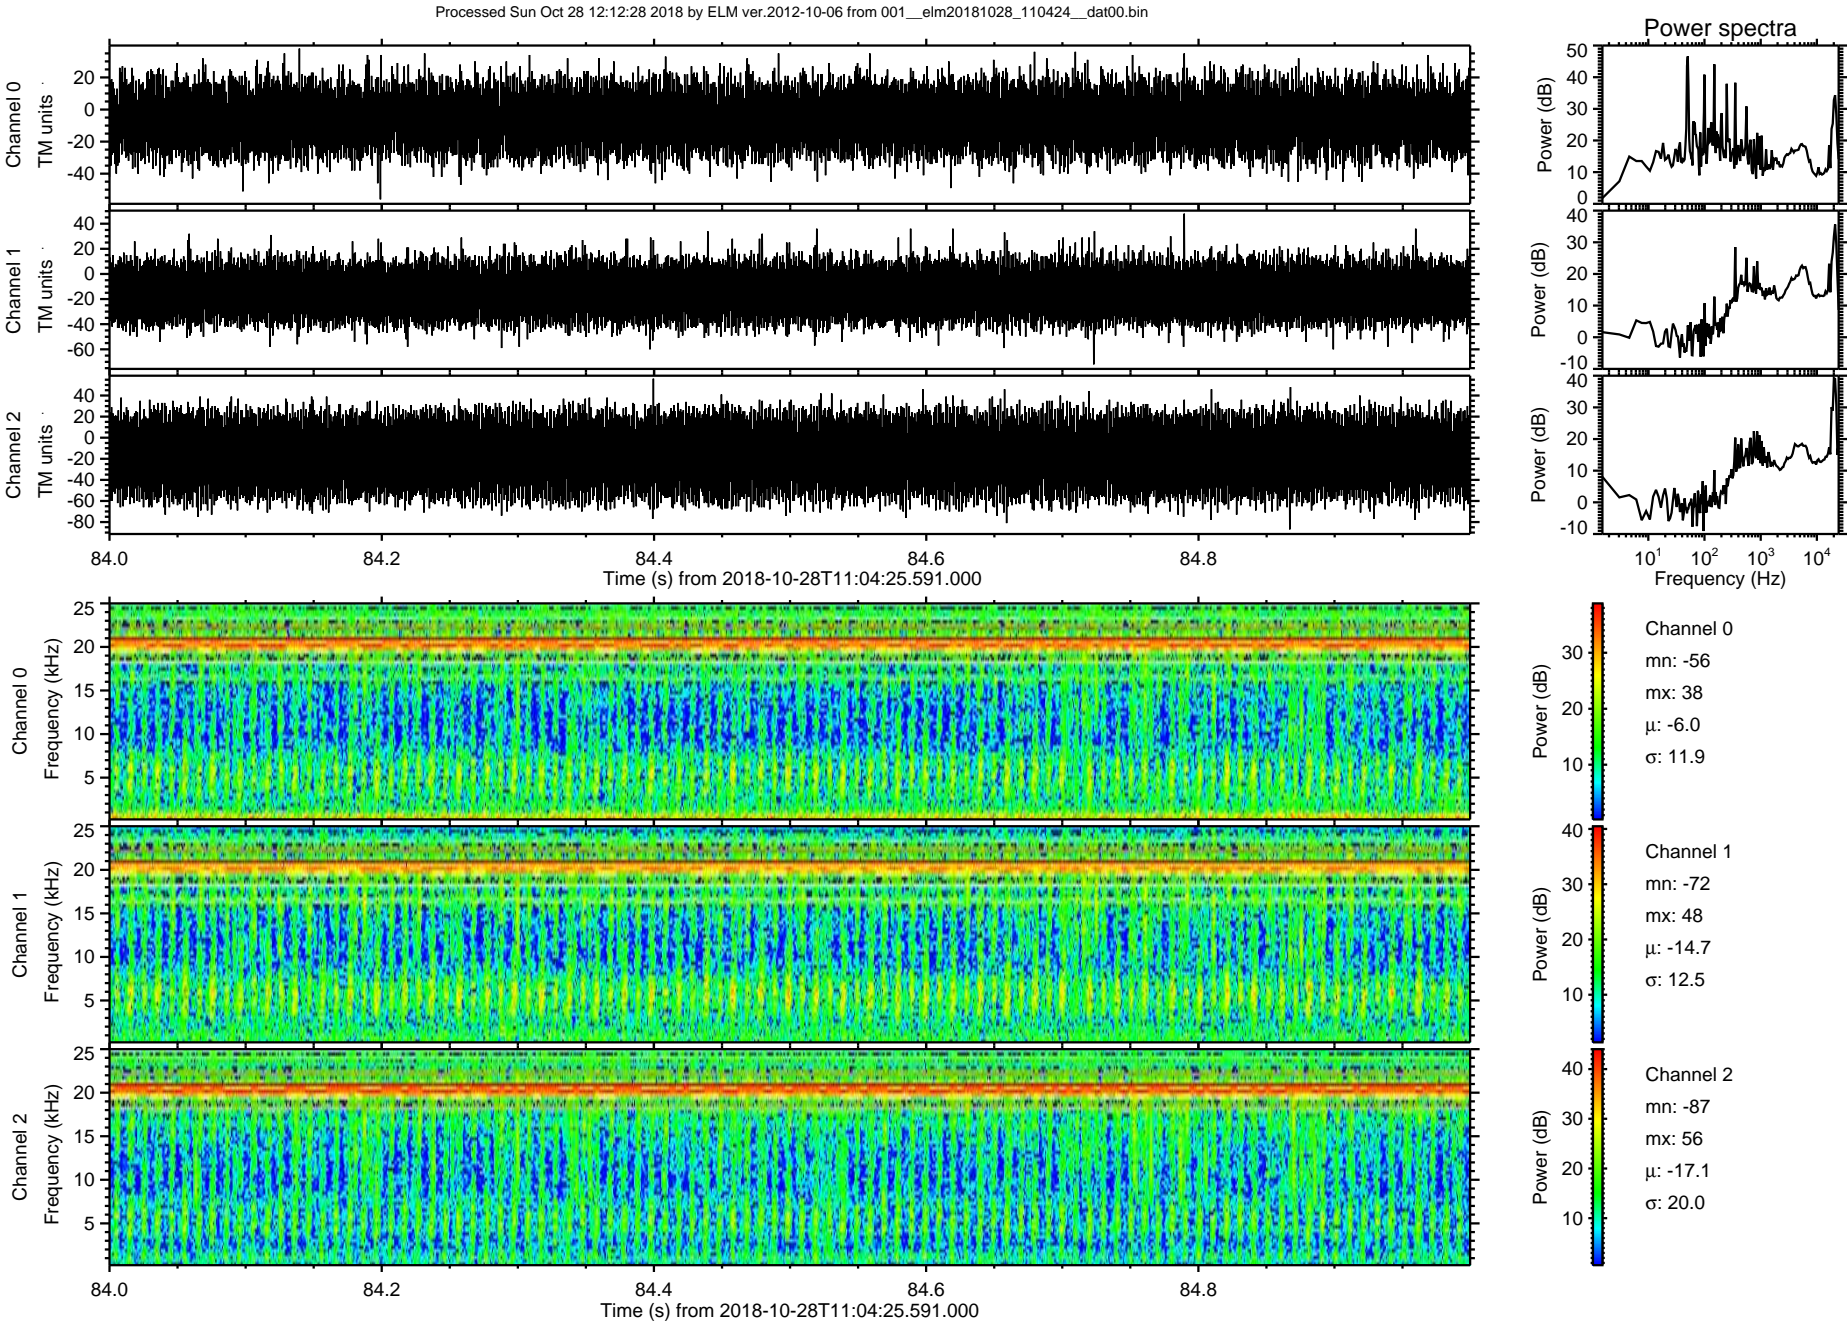 Processed Sun Oct 28 12:12:28 2018 by ELM ver.2012-10-06 from 001__elm20181028_110424__dat00.bin
Power spectra
Channel 0
TM units
20
0
-20
-40
Power (dB)
50
40
30
20
10
0
Channel 1
TM units
40
20
0
-20
-40
-60
Power (dB)
40
30
20
10
0
-10
Channel 2
TM units
40
20
0
-20
-40
-60
-80
Power (dB)
40
30
20
10
0
-10
84.0 84.2 84.4 84.6 84.8
Time (s) from 2018-10-28T11:04:25.591.000
10¹ 10² 10³ 10⁴
Frequency (Hz)
Channel 0
Frequency (kHz)
25
20
15
10
5
Power (dB)
30
20
10
Channel 0
mn: -56
mx: 38
μ: -6.0
σ: 11.9
Channel 1
Frequency (kHz)
25
20
15
10
5
Power (dB)
40
30
20
10
Channel 1
mn: -72
mx: 48
μ: -14.7
σ: 12.5
Channel 2
Frequency (kHz)
25
20
15
10
5
Power (dB)
40
30
20
10
Channel 2
mn: -87
mx: 56
μ: -17.1
σ: 20.0
84.0 84.2 84.4 84.6 84.8
Time (s) from 2018-10-28T11:04:25.591.000